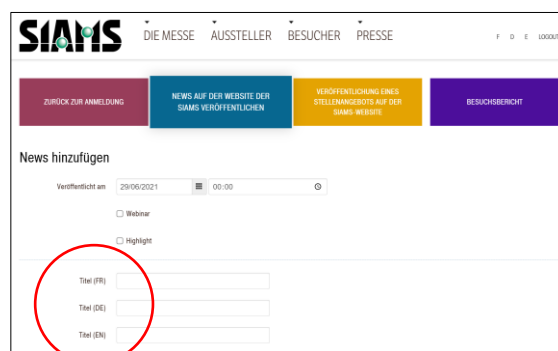 SIAMS
DIE MESSE AUSSTELLER BESUCHER PRESSE
F D E LOGOUT
ZURÜCK ZUR ANMELDUNG
NEWS AUF DER WEBSITE DER
SIAMS VERÖFFENTLICHEN
VERÖFFENTLICHUNG EINES
STELLENANGEBOTS AUF DER
SIAMS-WEBSITE
BESUCHSBERICHT
News hinzufügen
Veröffentlicht am 29/06/2021 00:00
Webinar
Highlight
Titel (FR)
Titel (DE)
Titel (EN)